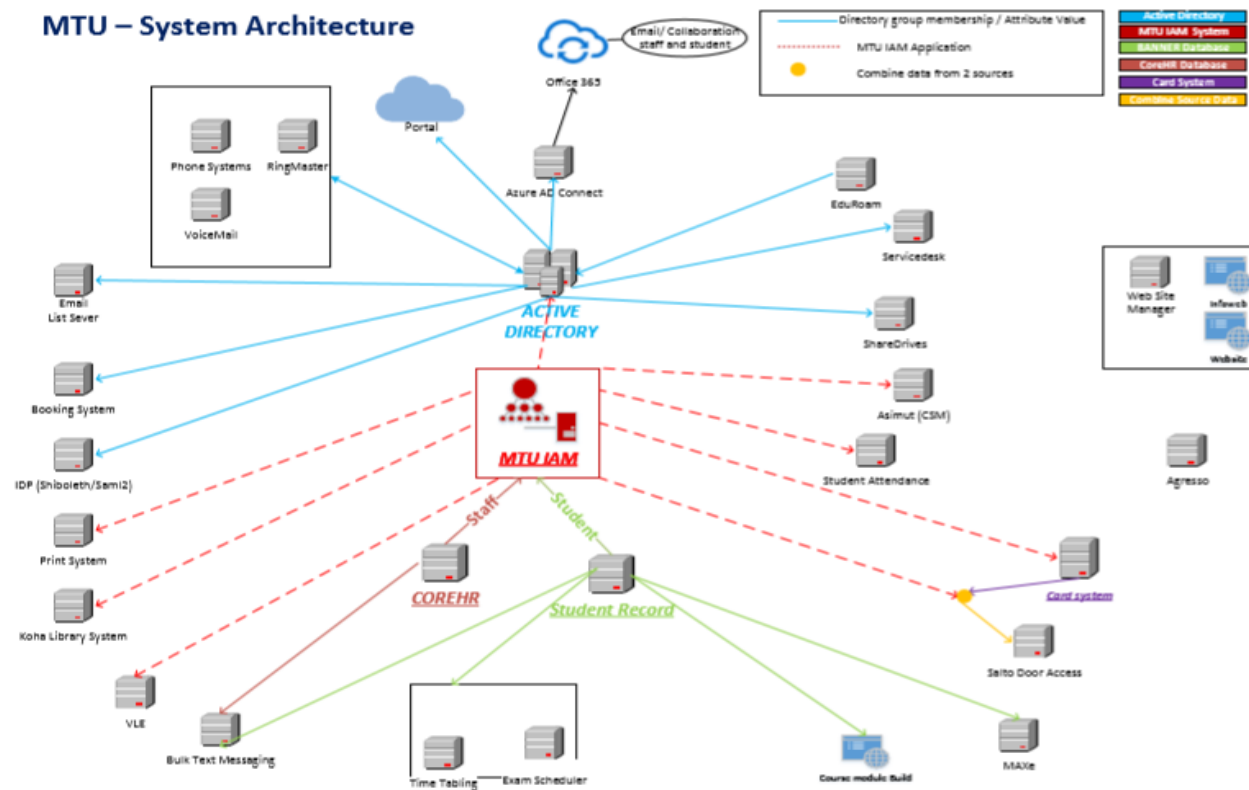 MTU – System Architecture
Email/ Collaboration
staff and student
Office 365
Directory group membership / Attribute Value
MTU IAM Application
Combine data from 2 sources
Active Directory
MTU IAM System
BANNER Database
CoreHR Database
Card System
Combine Source Data
Phone Systems
RingMaster
VoiceMail
Portal
Azure AD Connect
EduRoam
Servicedesk
Email
List Sever
ACTIVE
DIRECTORY
ShareDrives
Web Site
Manager
Infoweb
Website
Booking System
MTU IAM
Asimut (CSM)
IDP (Shiboleth/Saml2)
Student Attendance
Agresso
Staff
Student
Print System
COREHR
Student Record
Card system
Koha Library System
Salto Door Access
VLE
Bulk Text Messaging
Time Tabling
Exam Scheduler
Course module Build
MAXe